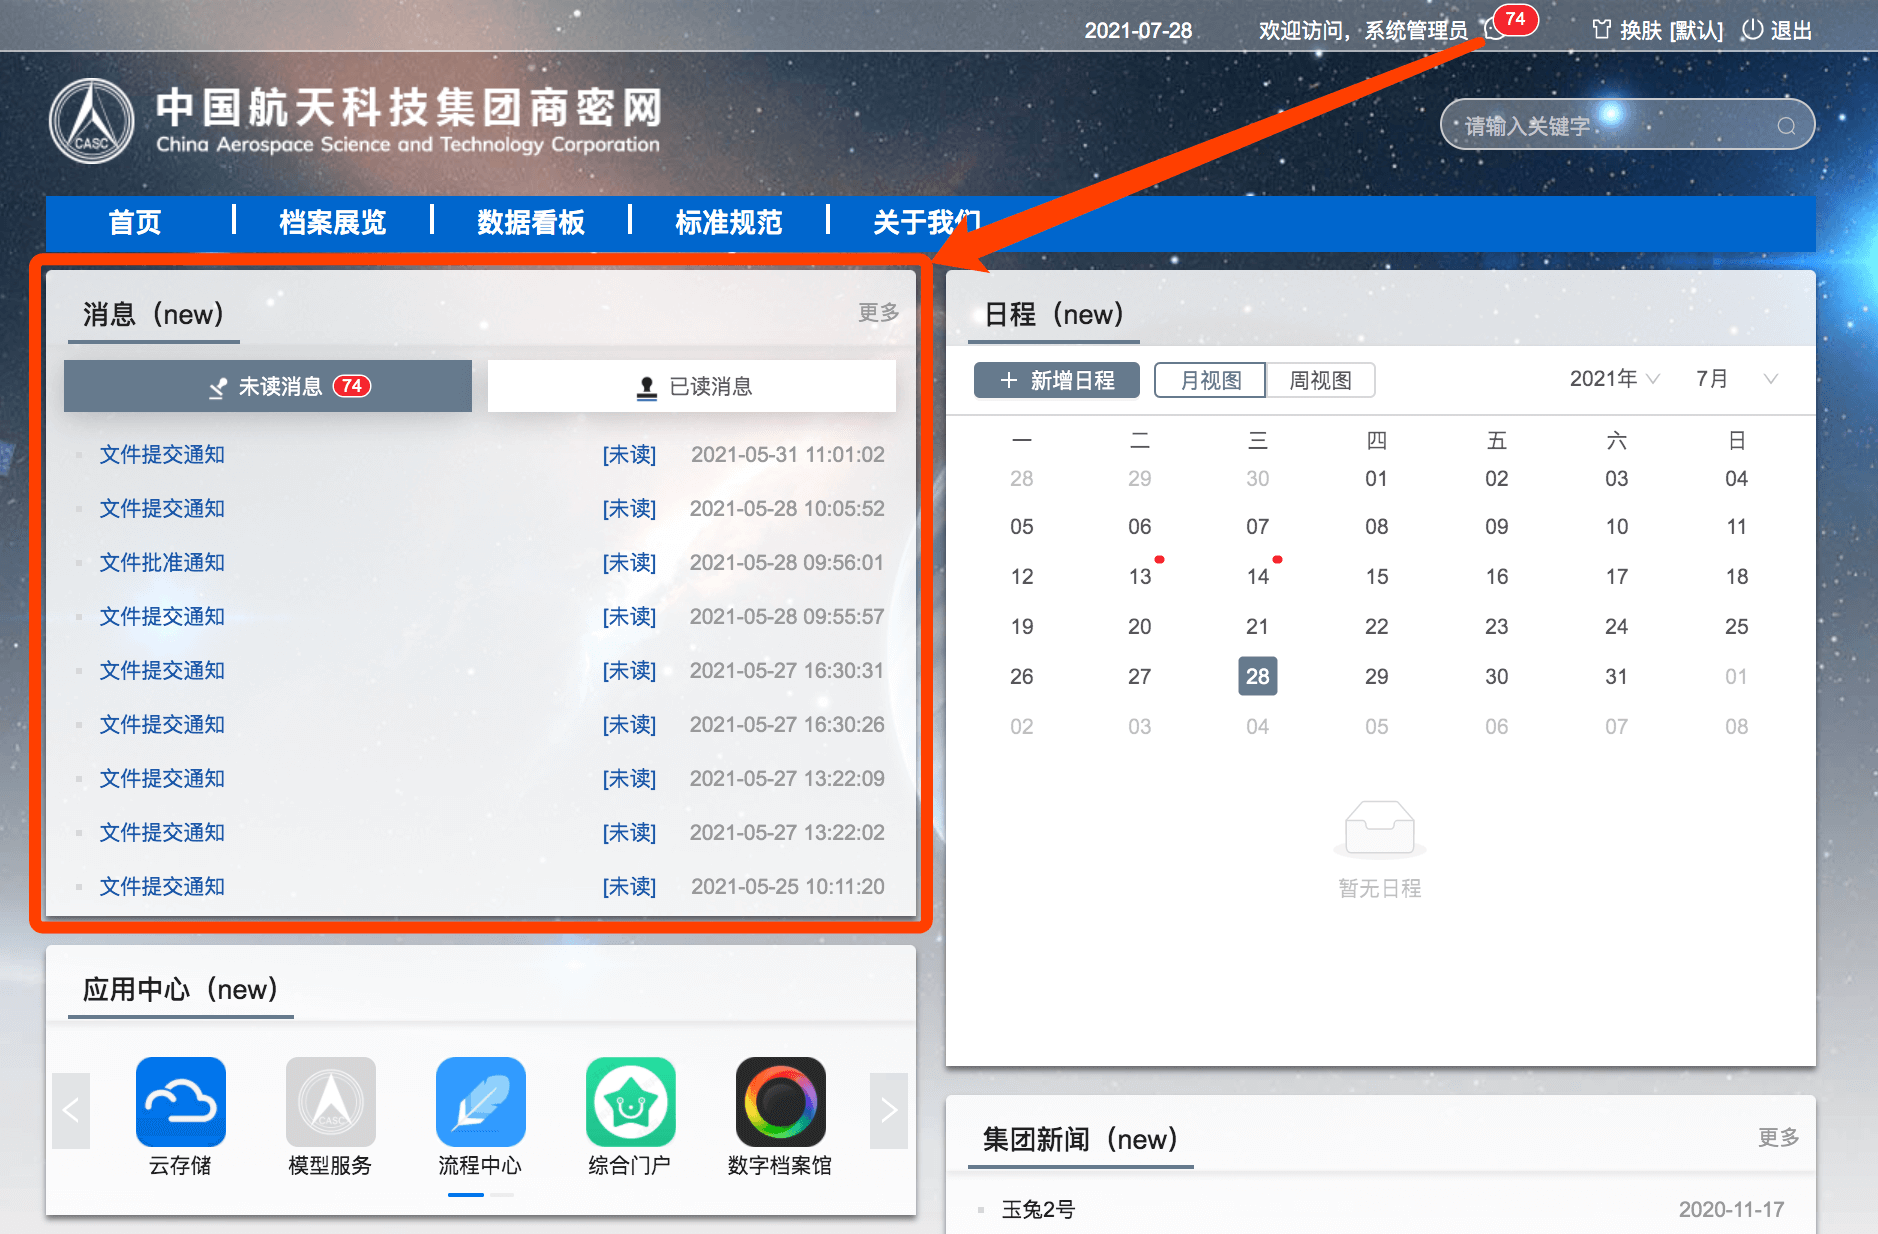 2021-07-28 欢迎访问，系统管理员 74 换肤 [默认] 退出
中国航天科技集团商密网
China Aerospace Science and Technology Corporation
CASC
请输入关键字
首页 档案展览 数据看板 标准规范 关于我们
消息（new） 更多
未读消息 74 已读消息
文件提交通知 [未读] 2021-05-31 11:01:02
文件提交通知 [未读] 2021-05-28 10:05:52
文件批准通知 [未读] 2021-05-28 09:56:01
文件提交通知 [未读] 2021-05-28 09:55:57
文件提交通知 [未读] 2021-05-27 16:30:31
文件提交通知 [未读] 2021-05-27 16:30:26
文件提交通知 [未读] 2021-05-27 13:22:09
文件提交通知 [未读] 2021-05-27 13:22:02
文件提交通知 [未读] 2021-05-25 10:11:20
日程（new）
新增日程 月视图 周视图 2021年 7月
一 二 三 四 五 六 日
28 29 30 01 02 03 04
05 06 07 08 09 10 11
12 13 14 15 16 17 18
19 20 21 22 23 24 25
26 27 28 29 30 31 01
02 03 04 05 06 07 08
暂无日程
应用中心（new）
CASC
云存储 模型服务 流程中心 综合门户 数字档案馆
集团新闻（new） 更多
玉兔2号 2020-11-17